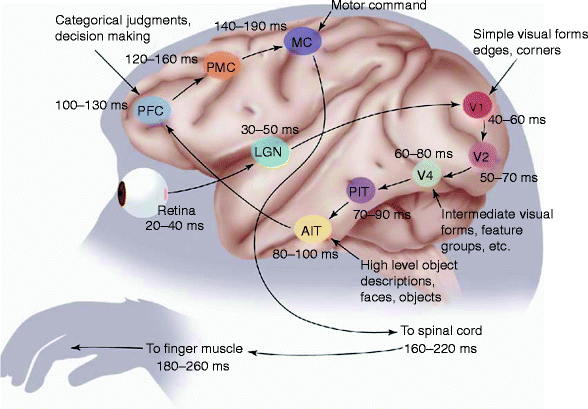 Categorical judgments,
decision making
140–190 ms
Motor command
MC
120–160 ms
PMC
Simple visual forms
edges, corners
100–130 ms
PFC
V1
40–60 ms
30–50 ms
LGN
60–80 ms
V2
V4
50–70 ms
PIT
70–90 ms
Retina
20–40 ms
AIT
80–100 ms
Intermediate visual
forms, feature
groups, etc.
High level object
descriptions,
faces, objects
To spinal cord
160–220 ms
To finger muscle
180–260 ms